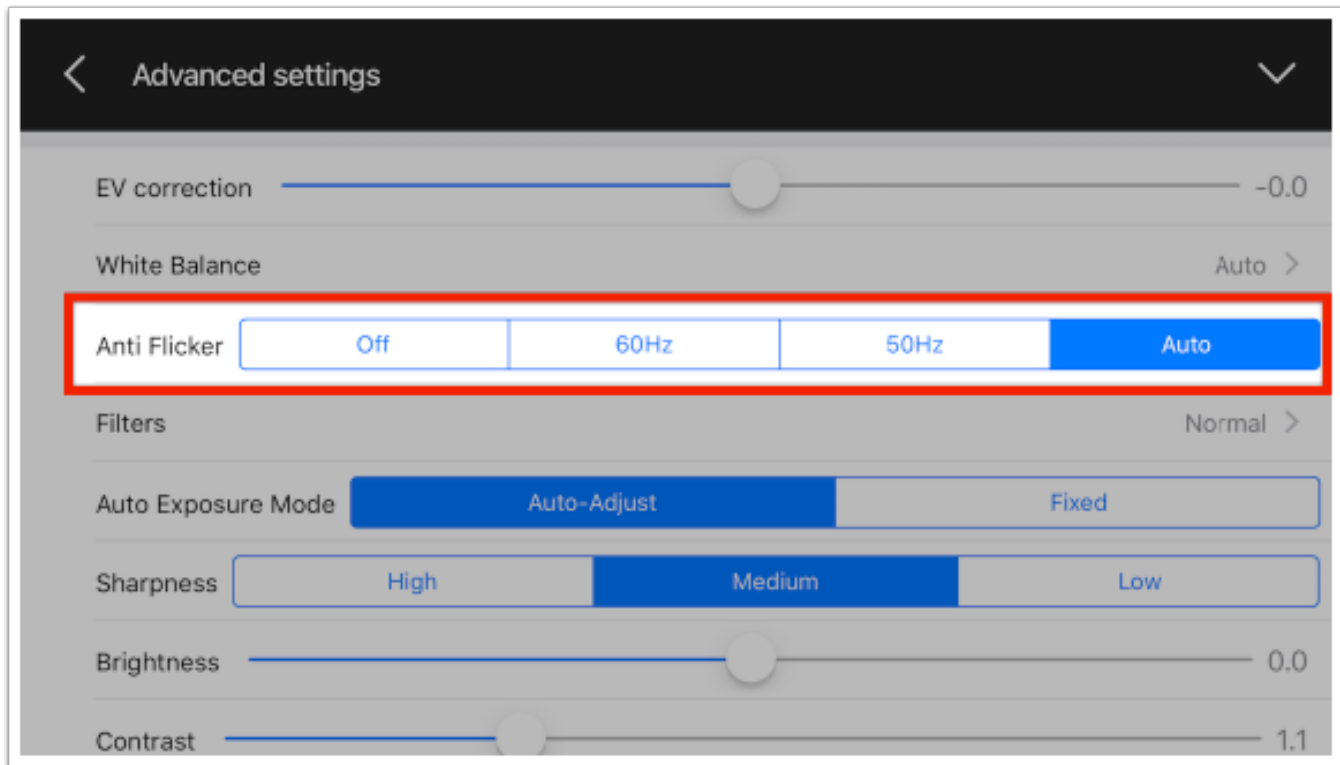 Advanced settings
EV correction -0.0
White Balance Auto
Anti Flicker Off 60Hz 50Hz Auto
Filters Normal
Auto Exposure Mode Auto-Adjust Fixed
Sharpness High Medium Low
Brightness 0.0
Contrast 1.1